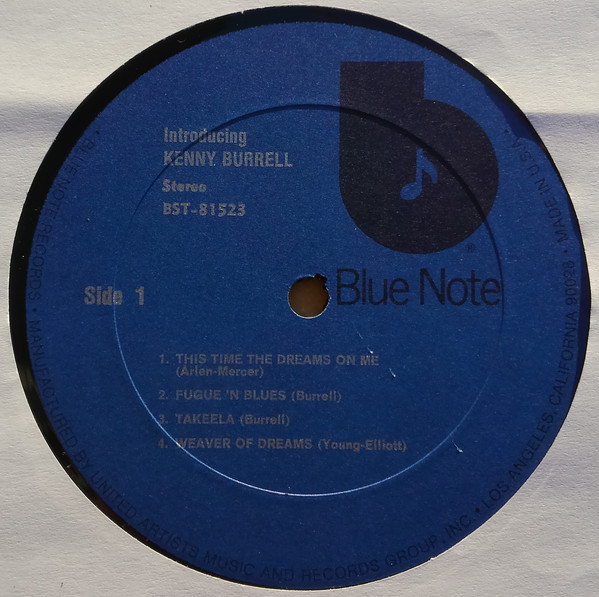 Introducing
KENNY BURRELL
Stereo
BST-81523
b
®
Blue Note
Side 1
1. THIS TIME THE DREAMS ON ME
(Arlen-Mercer)
2. FUGUE 'N BLUES (Burrell)
3. TAKEELA (Burrell)
4. WEAVER OF DREAMS (Young-Elliott)
• BLUE NOTE RECORDS • MANUFACTURED BY UNITED ARTISTS MUSIC AND RECORDS GROUP, INC. • LOS ANGELES, CALIFORNIA 90028 • MADE IN U.S.A. •